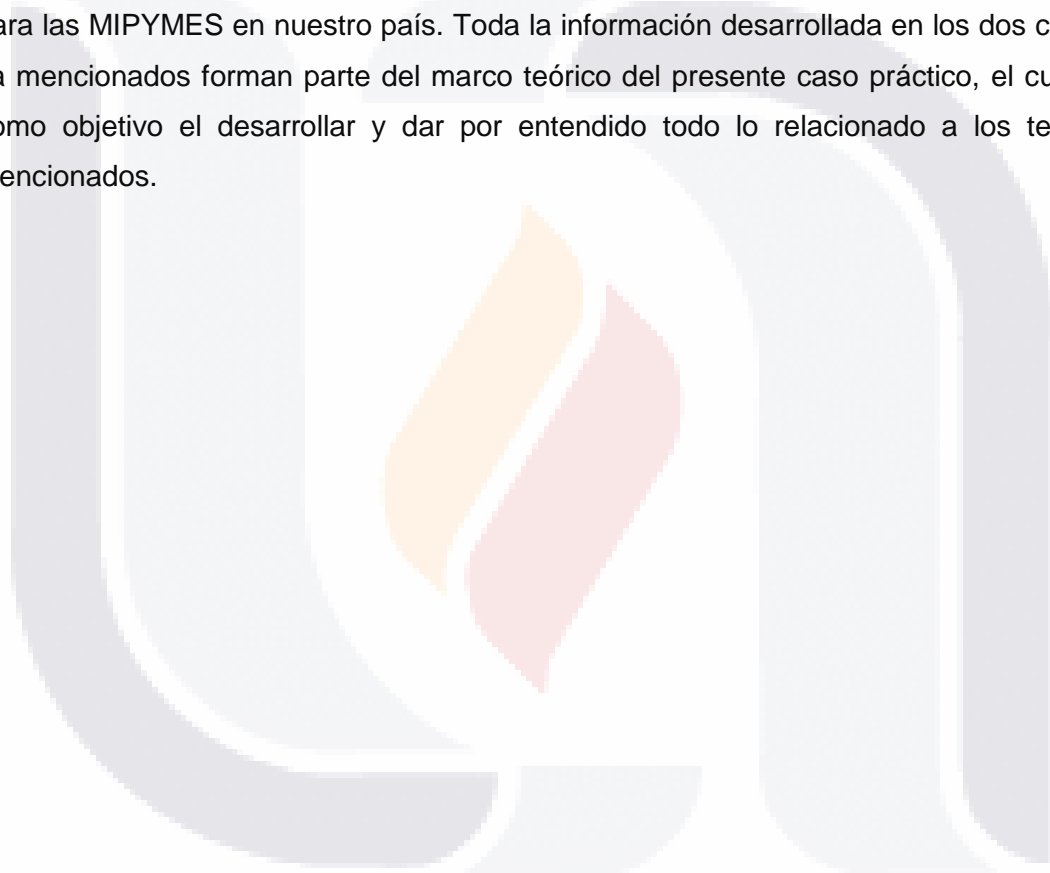 ara las MIPYMES en nuestro país. Toda la información desarrollada en los dos c
a mencionados forman parte del marco teórico del presente caso práctico, el cu
omo objetivo el desarrollar y dar por entendido todo lo relacionado a los te
encionados.